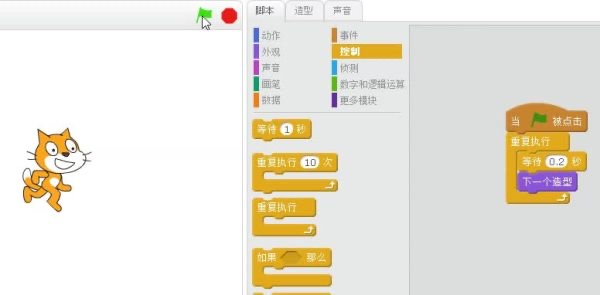 脚本 造型 声音
动作 事件
外观 控制
声音 侦测
画笔 数字和逻辑运算
数据 更多模块
等待 1 秒
重复执行 10 次
重复执行
如果 那么
当 被点击
重复执行
等待 0.2 秒
下一个造型